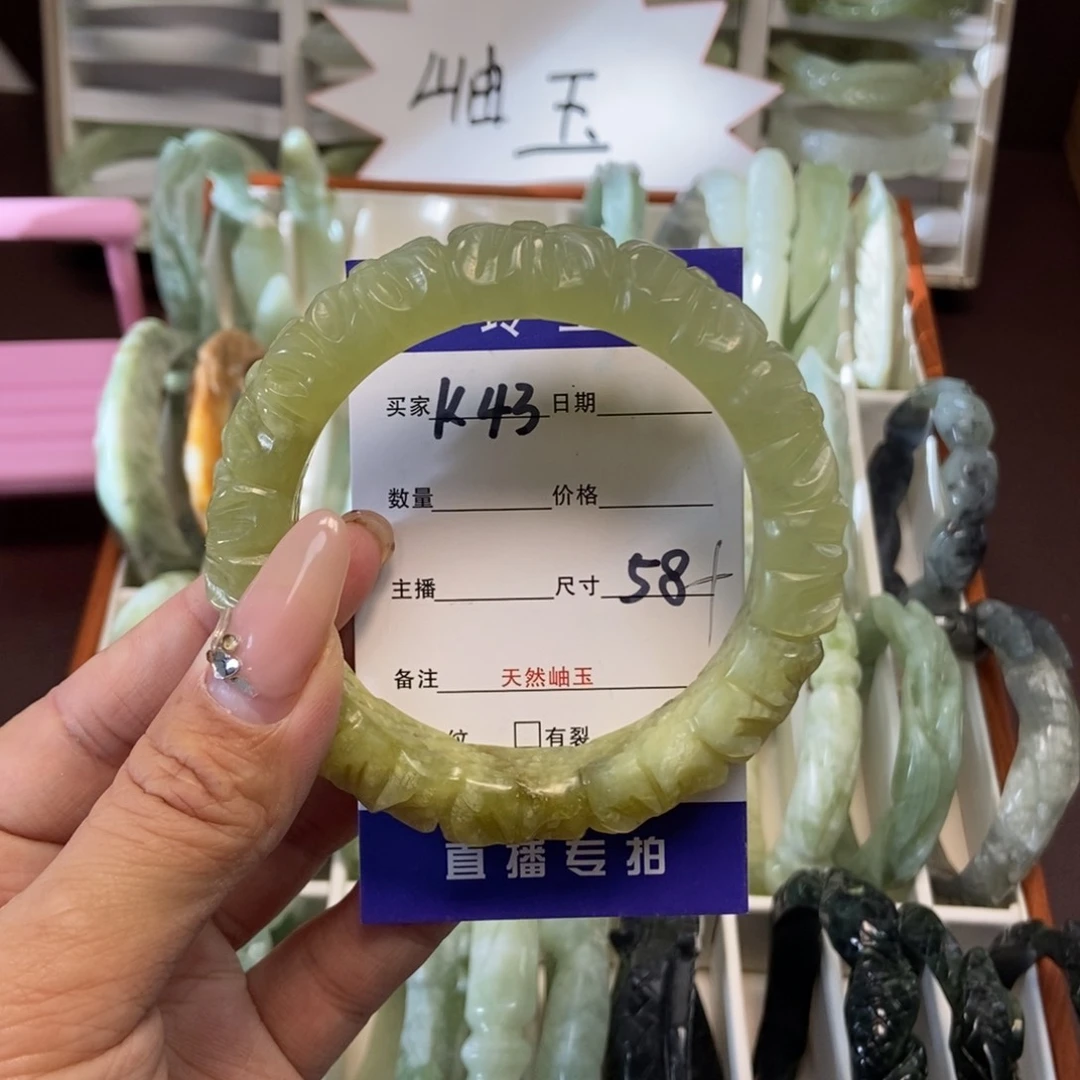 岫玉
买家 K43 日期
数量 价格
主播 尺寸 58
备注 天然岫玉
纹 □有裂
直播专拍